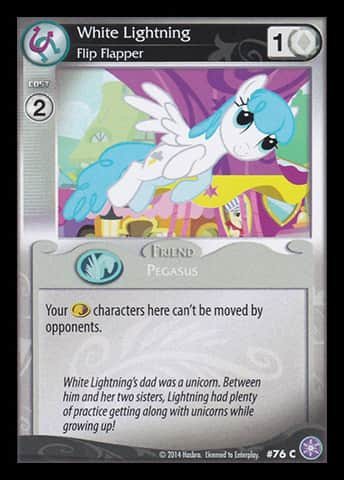 White Lightning
Flip Flapper
1
COST
2
FRIEND
PEGASUS
Your characters here can't be moved by
opponents.
White Lightning's dad was a unicorn. Between
him and her two sisters, Lightning had plenty
of practice getting along with unicorns while
growing up!
© 2014 Hasbro. Licensed to Enterplay. #76 C